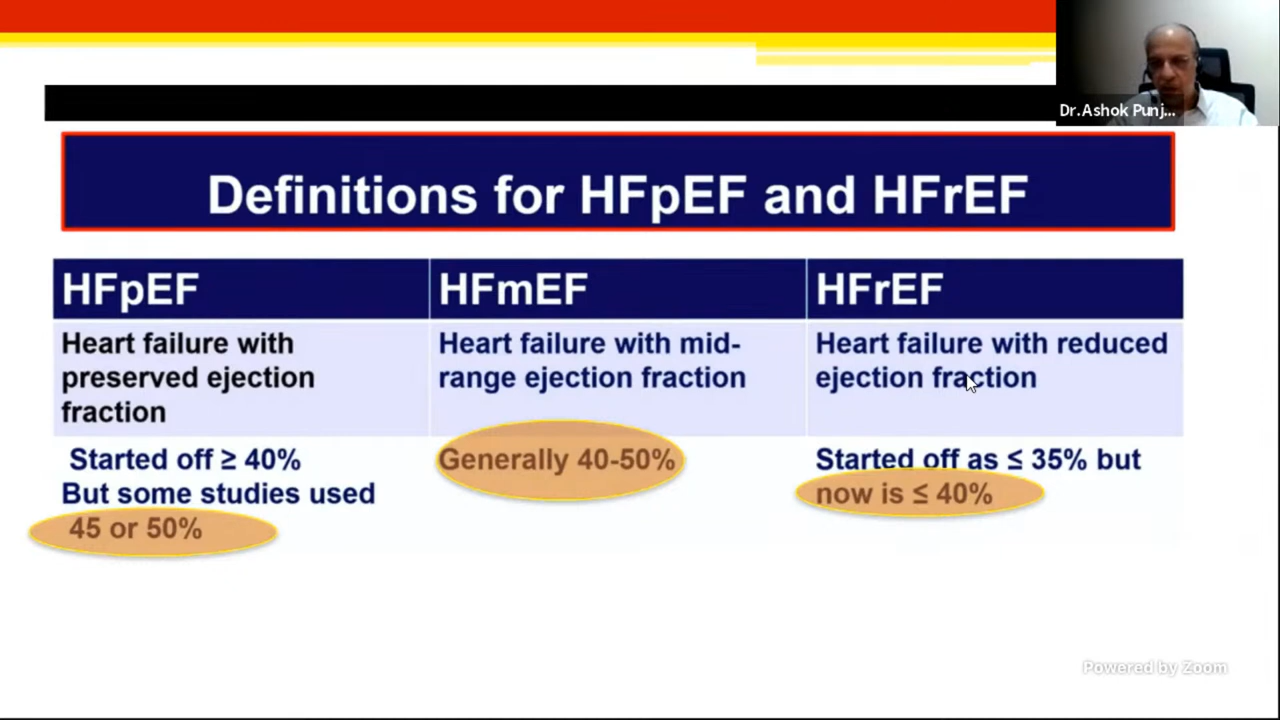 Dr.Ashok Punj...
Definitions for HFpEF and HFrEF
HFpEF
HFmEF
HFrEF
Heart failure with
preserved ejection
fraction
Heart failure with mid-
range ejection fraction
Heart failure with reduced
ejection fraction
Started off ≥ 40%
But some studies used
45 or 50%
Generally 40-50%
Started off as ≤ 35% but
now is ≤ 40%
Powered by Zoom